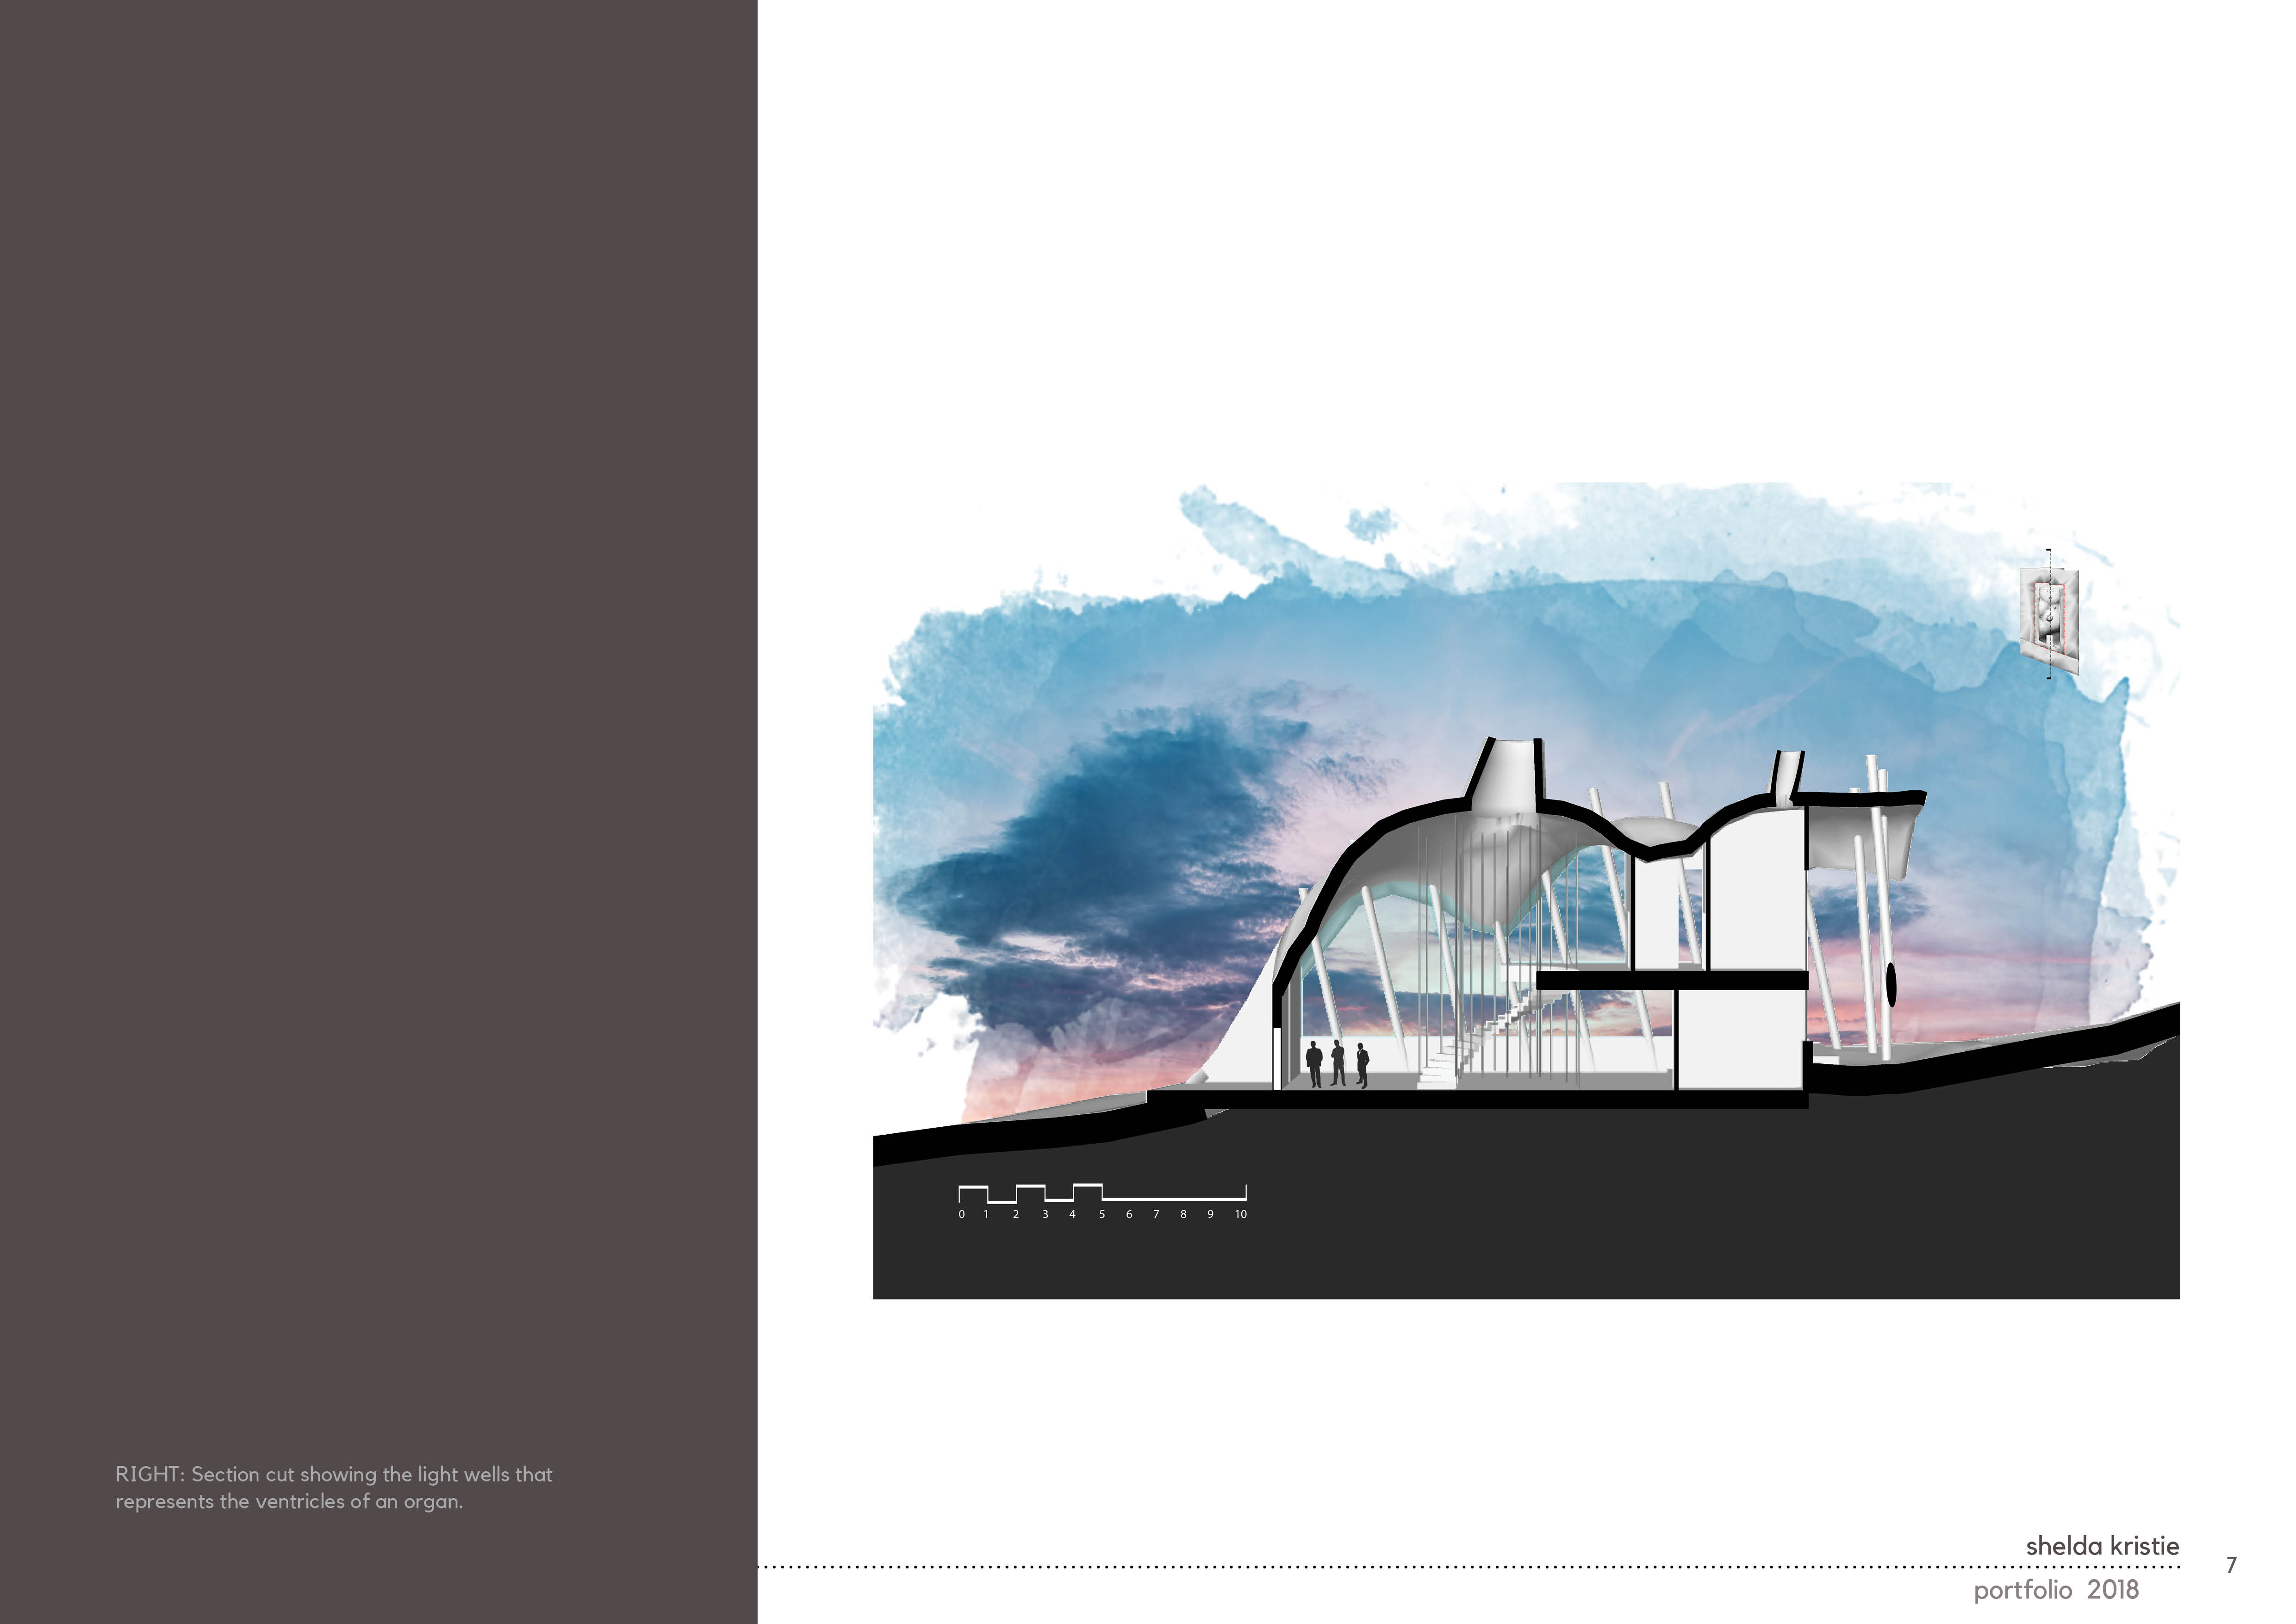 0 1 2 3 4 5 6 7 8 9 10
RIGHT: Section cut showing the light wells that
represents the ventricles of an organ.
shelda kristie
7
portfolio 2018